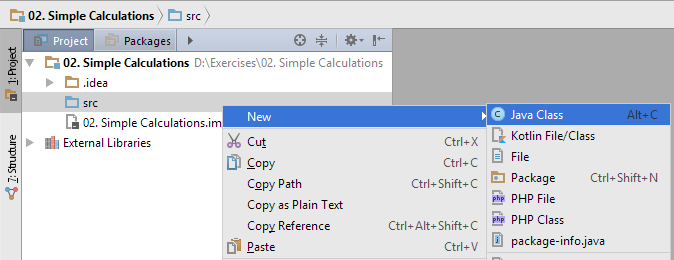 02. Simple Calculations src
Project Packages
1: Project
7: Structure
02. Simple Calculations D:\Exercises\02. Simple Calculations
.idea
src
02. Simple Calculations.im
External Libraries
New
Cut Ctrl+X
Copy Ctrl+C
Copy Path Ctrl+Shift+C
Copy as Plain Text
Copy Reference Ctrl+Alt+Shift+C
Paste Ctrl+V
Java Class Alt+C
Kotlin File/Class
File
Package Ctrl+Shift+N
PHP File
PHP Class
package-info.java